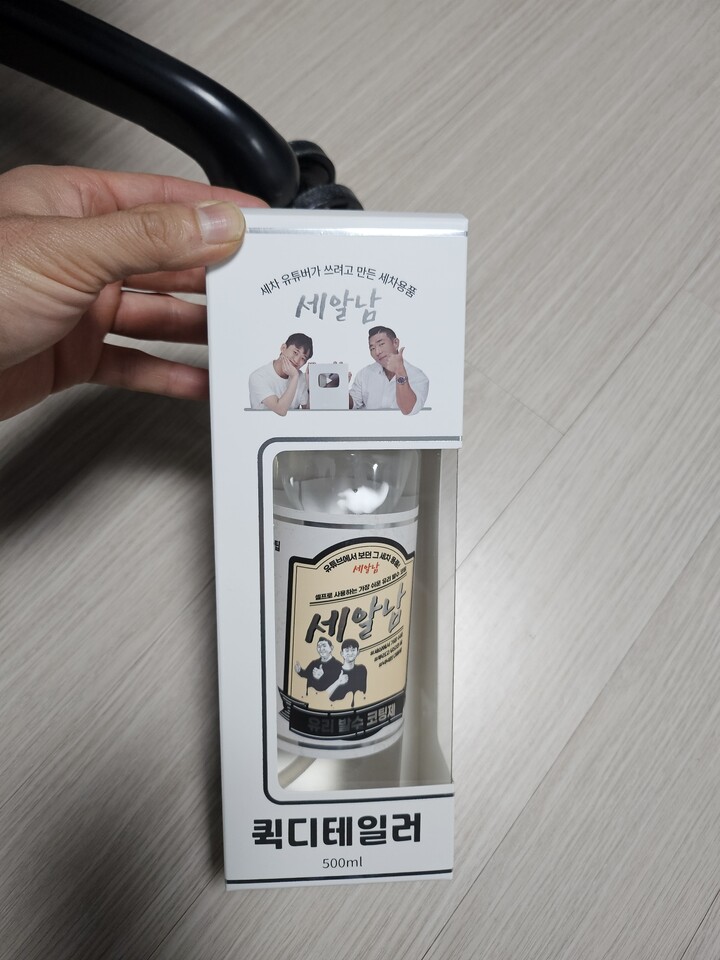 세차 유튜버가 쓰려고 만든 세차용품
세알남
팁
유튜브에서 보던 그 세차 용품!
세알남
셀프로 사용하는 가장 쉬운 유리 발수
세알남
유리 발수 코팅제
퀵디테일러
500ml